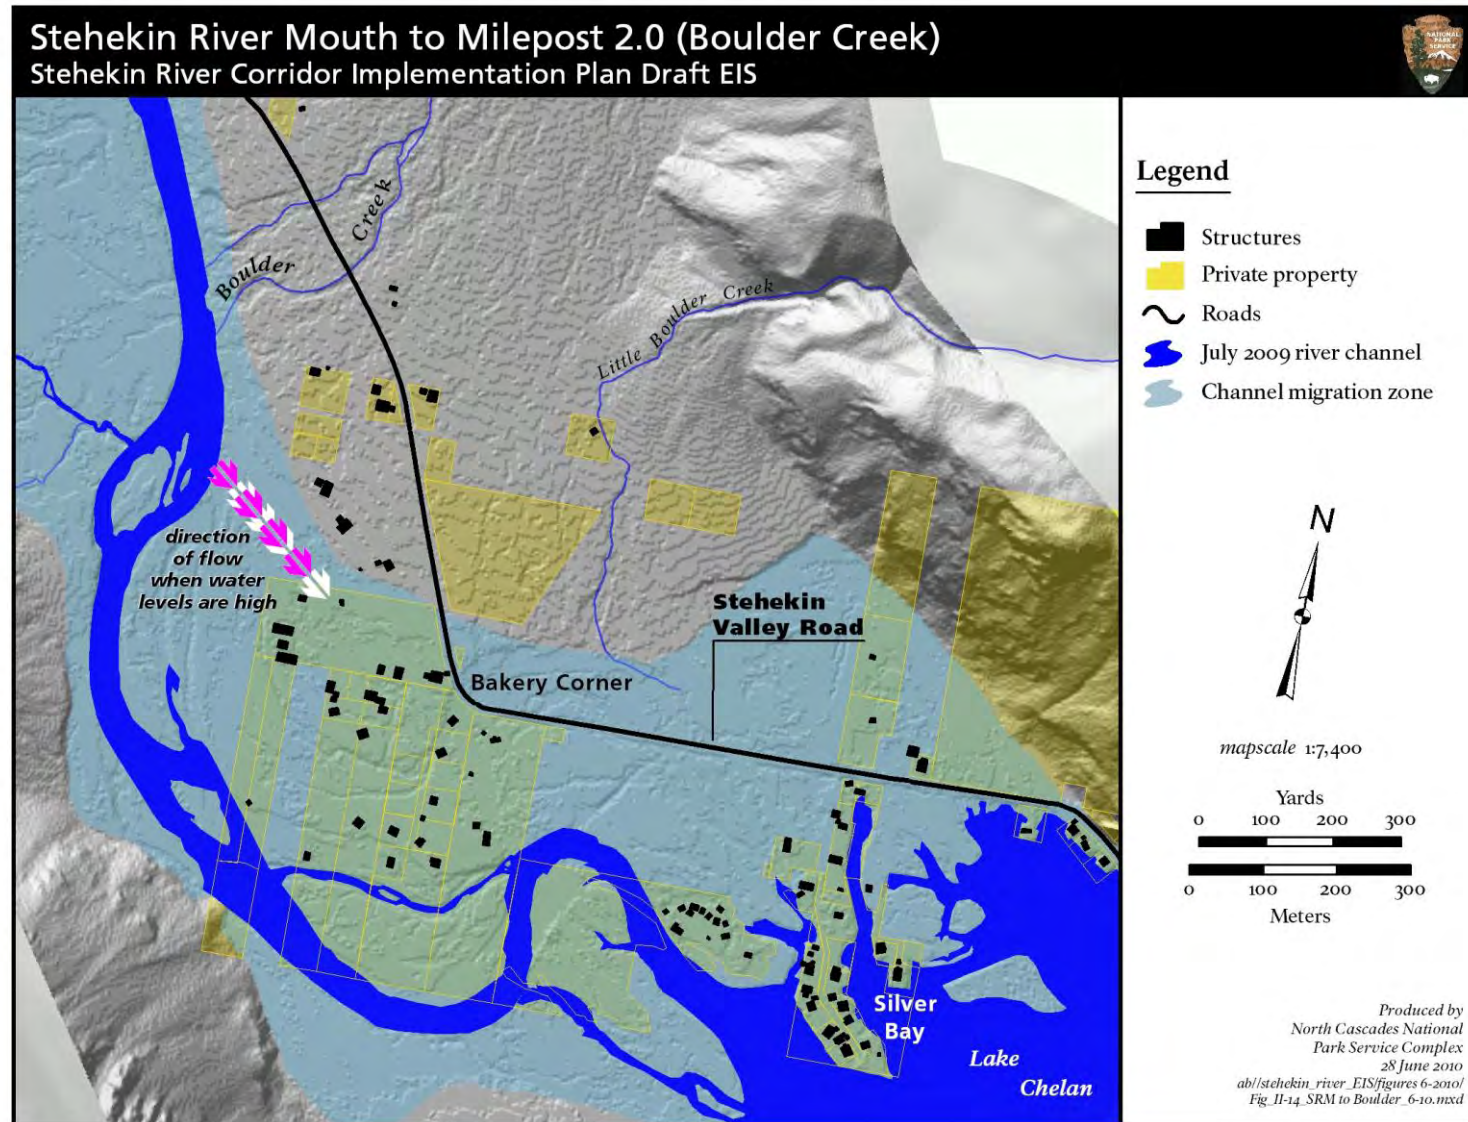 Stehekin River Mouth to Milepost 2.0 (Boulder Creek)
Stehekin River Corridor Implementation Plan Draft EIS
NATIONAL
PARK
SERVICE
Boulder Creek
Little Boulder Creek
direction
of flow
when water
levels are high
Stehekin
Valley Road
Bakery Corner
Silver
Bay
Lake
Chelan
Legend
Structures
Private property
Roads
July 2009 river channel
Channel migration zone
N
mapscale 1:7,400
Yards
0 100 200 300
0 100 200 300
Meters
Produced by
North Cascades National
Park Service Complex
28 June 2010
ab//stehekin_river_EIS/figures 6-2010/
Fig_II-14_SRM to Boulder_6-10.mxd